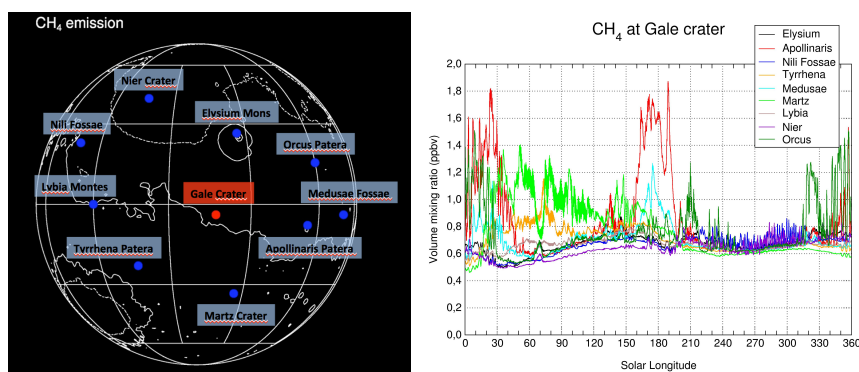 CH₄ emission
Nier Crater
Elysium Mons
Nili Fossae
Orcus Patera
Lybia Montes
Gale Crater
Medusae Fossae
Tyrrhena Patera
Apollinaris Patera
Martz Crater
CH₄ at Gale crater
Elysium
Apollinaris
Nili Fossae
Tyrrhena
Medusae
Martz
Lybia
Nier
Orcus
Volume mixing ratio (ppbv)
2,0
1,8
1,6
1,4
1,2
1,0
0,8
0,6
0,4
0,2
0,0
0 30 60 90 120 150 180 210 240 270 300 330 360
Solar Longitude